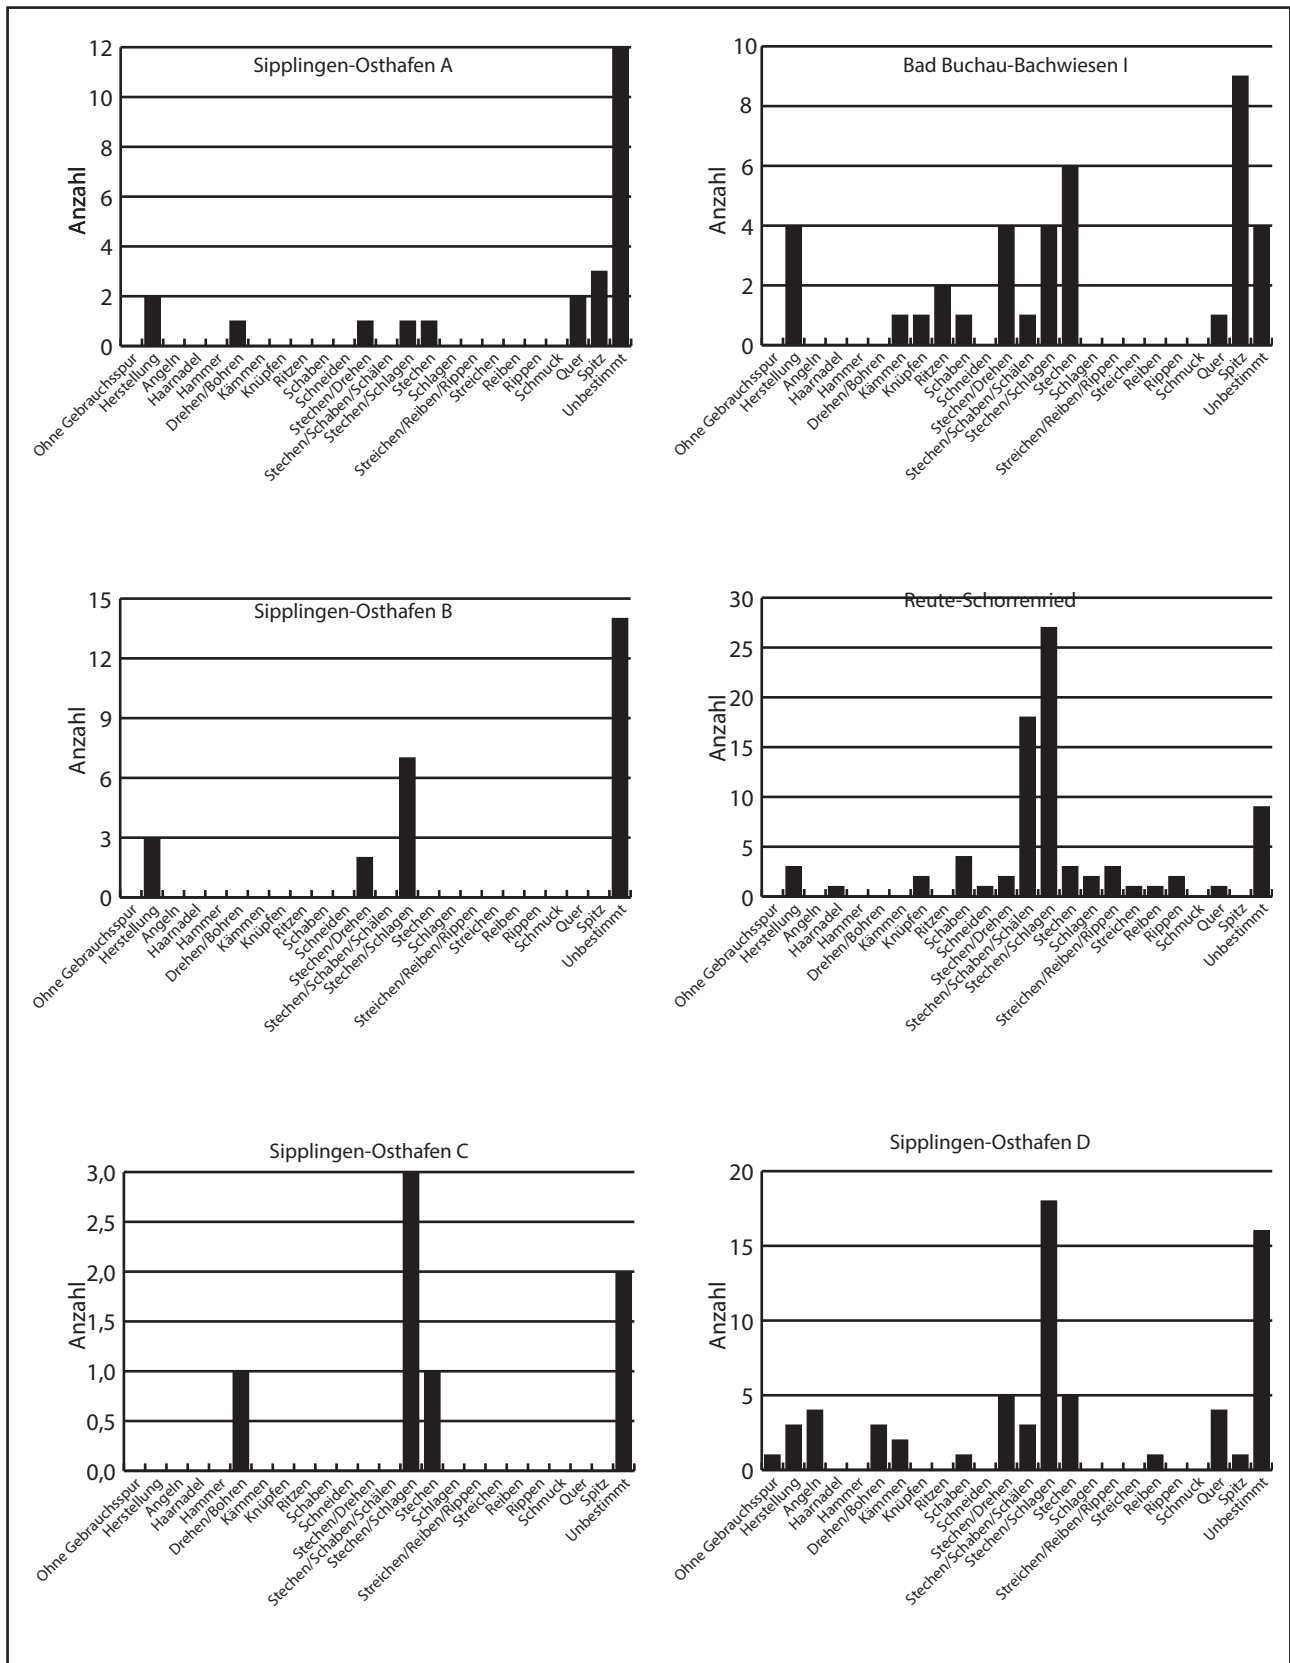 Sipplingen-Osthafen A
Anzahl
12
10
8
6
4
2
0
Ohne Gebrauchsspur
Herstellung
Angeln
Haarnadel
Hammer
Drehen/Bohren
Kämmen
Knüpfen
Ritzen
Schaben
Schneiden
Stechen/Drehen
Stechen/Schaben/Schälen
Stechen/Schlagen
Stechen
Schlagen
Streichen/Reiben/Rippen
Streichen
Reiben
Rippen
Schmuck
Quer
Spitz
Unbestimmt
Bad Buchau-Bachwiesen I
Anzahl
10
8
6
4
2
0
Ohne Gebrauchsspur
Herstellung
Angeln
Haarnadel
Hammer
Drehen/Bohren
Kämmen
Knüpfen
Ritzen
Schaben
Schneiden
Stechen/Drehen
Stechen/Schaben/Schälen
Stechen/Schlagen
Stechen
Schlagen
Streichen/Reiben/Rippen
Streichen
Reiben
Rippen
Schmuck
Quer
Spitz
Unbestimmt
Sipplingen-Osthafen B
Anzahl
15
12
9
6
3
0
Ohne Gebrauchsspur
Herstellung
Angeln
Haarnadel
Hammer
Drehen/Bohren
Kämmen
Knüpfen
Ritzen
Schaben
Schneiden
Stechen/Drehen
Stechen/Schaben/Schälen
Stechen/Schlagen
Stechen
Schlagen
Streichen/Reiben/Rippen
Streichen
Reiben
Rippen
Schmuck
Quer
Spitz
Unbestimmt
Reute-Schorrenried
Anzahl
30
25
20
15
10
5
0
Ohne Gebrauchsspur
Herstellung
Angeln
Haarnadel
Hammer
Drehen/Bohren
Kämmen
Knüpfen
Ritzen
Schaben
Schneiden
Stechen/Drehen
Stechen/Schaben/Schälen
Stechen/Schlagen
Stechen
Schlagen
Streichen/Reiben/Rippen
Streichen
Reiben
Rippen
Schmuck
Quer
Spitz
Unbestimmt
Sipplingen-Osthafen C
Anzahl
3,0
2,5
2,0
1,5
1,0
0,5
0,0
Ohne Gebrauchsspur
Herstellung
Angeln
Haarnadel
Hammer
Drehen/Bohren
Kämmen
Knüpfen
Ritzen
Schaben
Schneiden
Stechen/Drehen
Stechen/Schaben/Schälen
Stechen/Schlagen
Stechen
Schlagen
Streichen/Reiben/Rippen
Streichen
Reiben
Rippen
Schmuck
Quer
Spitz
Unbestimmt
Sipplingen-Osthafen D
Anzahl
20
15
10
5
0
Ohne Gebrauchsspur
Herstellung
Angeln
Haarnadel
Hammer
Drehen/Bohren
Kämmen
Knüpfen
Ritzen
Schaben
Schneiden
Stechen/Drehen
Stechen/Schaben/Schälen
Stechen/Schlagen
Stechen
Schlagen
Streichen/Reiben/Rippen
Streichen
Reiben
Rippen
Schmuck
Quer
Spitz
Unbestimmt